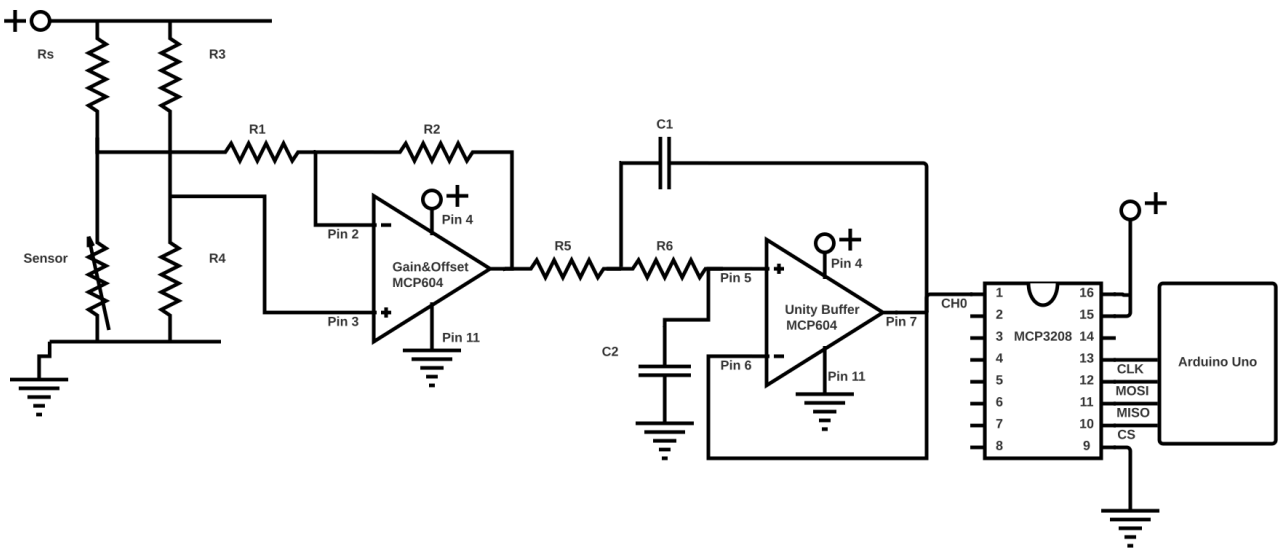 +
Rs
R3
R1
R2
C1
+
Pin 4
Pin 2
-
Sensor
R4
Gain&Offset
MCP604
R5
R6
+
Pin 4
Pin 5
+
+
Pin 3
+
Pin 11
Unity Buffer
MCP604
Pin 7
CH0
C2
Pin 6
-
Pin 11
1
2
3
4
5
6
7
8
MCP3208
16
15
14
13
12
11
10
9
CLK
MOSI
MISO
CS
Arduino Uno